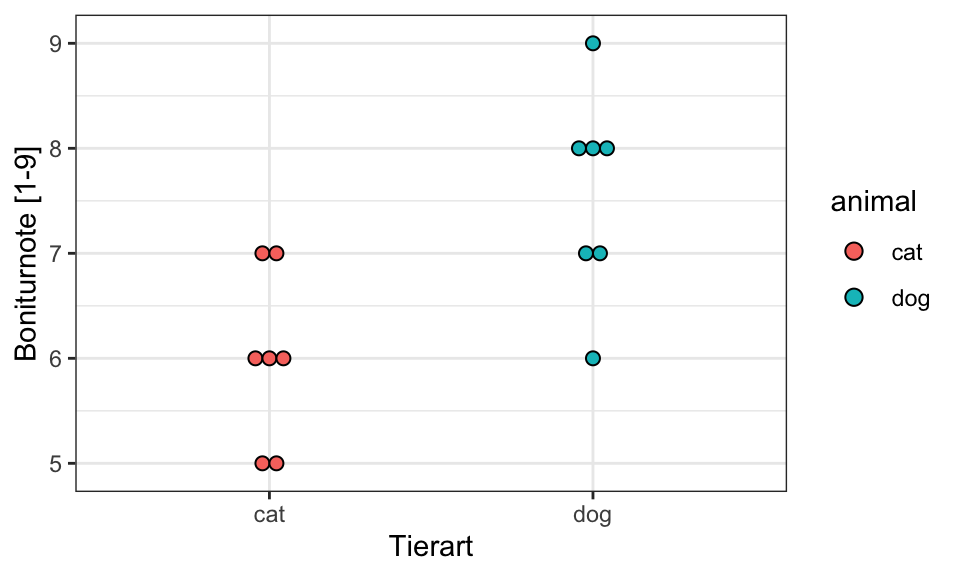 Boniturnote [1-9]
9
8
7
6
5
cat
dog
Tierart
animal
cat
dog